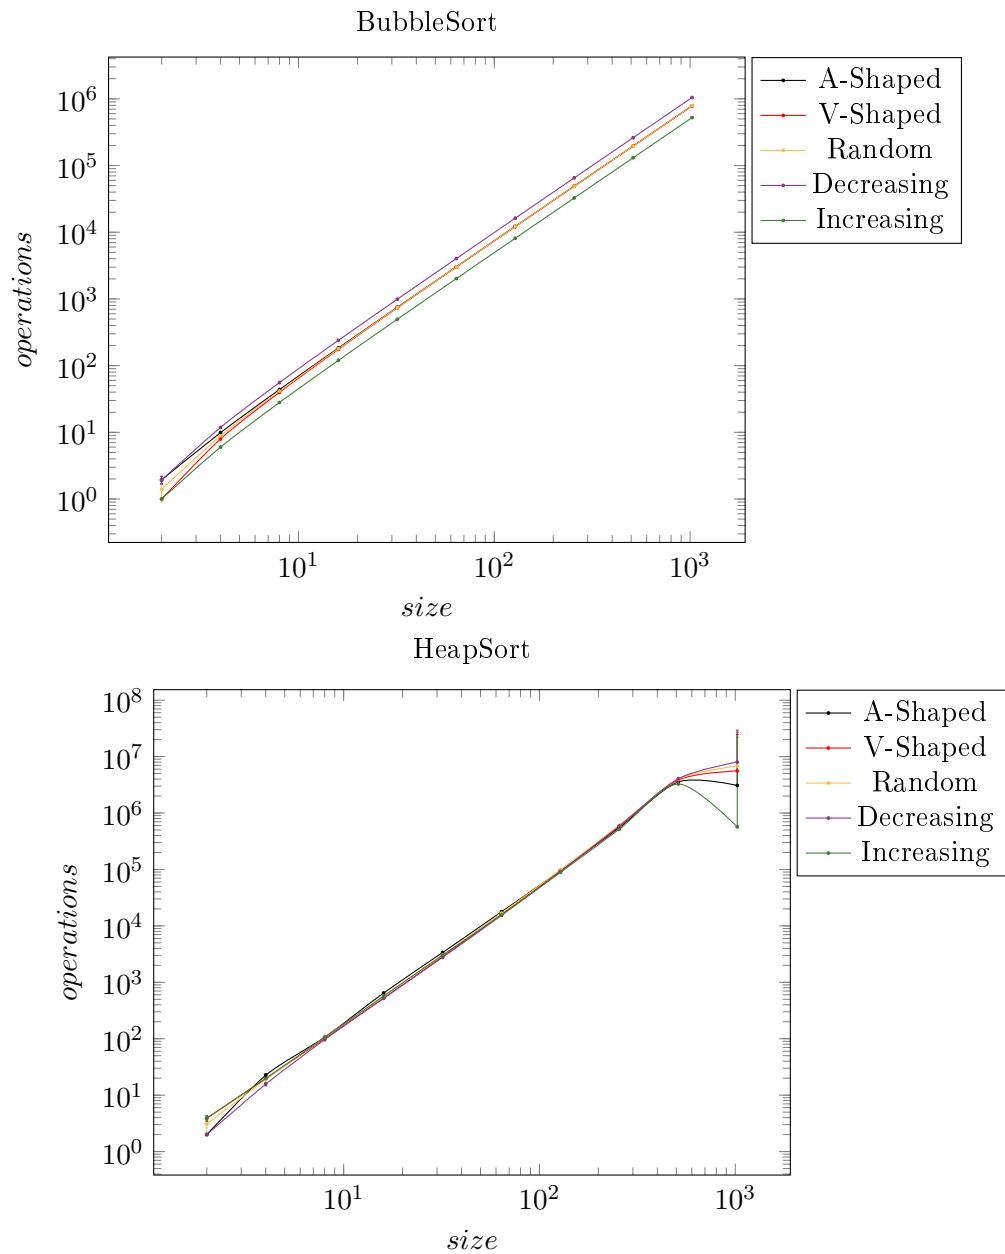 BubbleSort
10^6
10^5
10^4
10^3
10^2
10^1
10^0
operations
10^1 10^2 10^3
size
A-Shaped
V-Shaped
Random
Decreasing
Increasing
HeapSort
10^8
10^7
10^6
10^5
10^4
10^3
10^2
10^1
10^0
operations
10^1 10^2 10^3
size
A-Shaped
V-Shaped
Random
Decreasing
Increasing